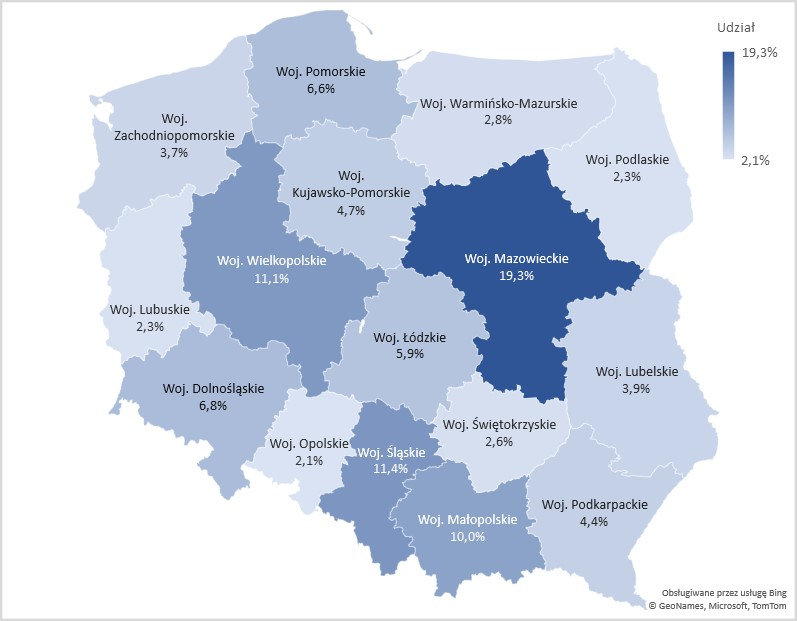 Udział
19,3%
2,1%
Woj. Pomorskie
6,6%
Woj. Warmińsko-Mazurskie
2,8%
Woj.
Zachodniopomorskie
3,7%
Woj. Podlaskie
2,3%
Woj.
Kujawsko-Pomorskie
4,7%
Woj. Wielkopolskie
11,1%
Woj. Mazowieckie
19,3%
Woj. Lubuskie
2,3%
Woj. Łódzkie
5,9%
Woj. Lubelskie
3,9%
Woj. Dolnośląskie
6,8%
Woj. Opolskie
2,1%
Woj. Śląskie
11,4%
Woj. Świętokrzyskie
2,6%
Woj. Małopolskie
10,0%
Woj. Podkarpackie
4,4%
Obsługiwane przez usługę Bing
© GeoNames, Microsoft, TomTom